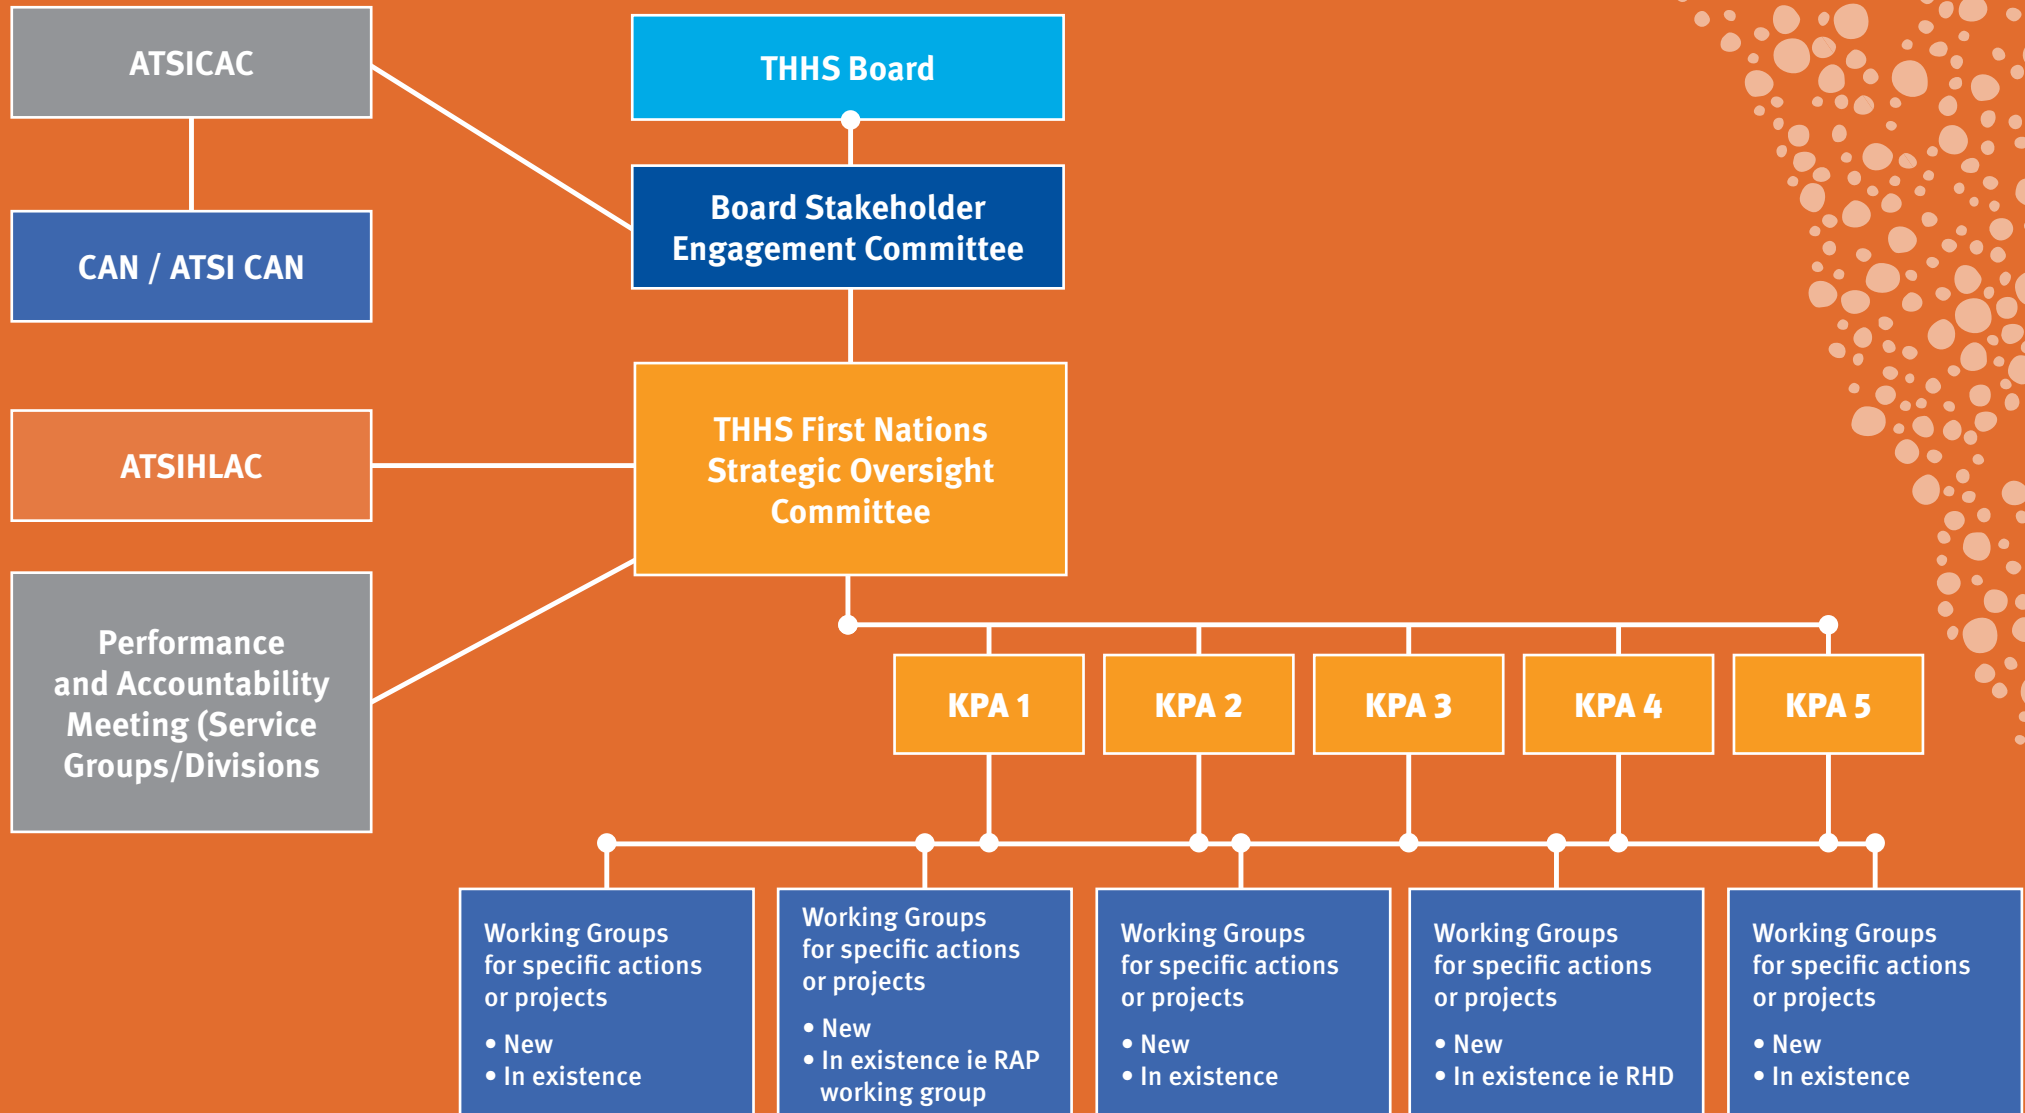 ATSICAC
THHS Board
Board Stakeholder
Engagement Committee
CAN / ATSI CAN
THHS First Nations
Strategic Oversight
Committee
ATSIHLAC
Performance
and Accountability
Meeting (Service
Groups/Divisions
KPA 1
KPA 2
KPA 3
KPA 4
KPA 5
Working Groups
for specific actions
or projects
• New
• In existence
Working Groups
for specific actions
or projects
• New
• In existence ie RAP
working group
Working Groups
for specific actions
or projects
• New
• In existence
Working Groups
for specific actions
or projects
• New
• In existence ie RHD
Working Groups
for specific actions
or projects
• New
• In existence